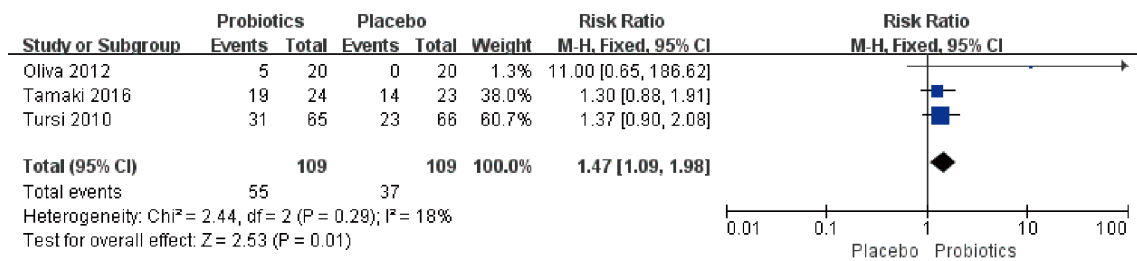 Probiotics Placebo Risk Ratio Risk Ratio
Study or Subgroup Events Total Events Total Weight M-H, Fixed, 95% CI M-H, Fixed, 95% CI
Oliva 2012 5 20 0 20 1.3% 11.00 [0.65, 186.62]
Tamaki 2016 19 24 14 23 38.0% 1.30 [0.88, 1.91]
Tursi 2010 31 65 23 66 60.7% 1.37 [0.90, 2.08]
Total (95% CI) 109 109 100.0% 1.47 [1.09, 1.98]
Total events 55 37
Heterogeneity: Chi² = 2.44, df = 2 (P = 0.29); I² = 18%
Test for overall effect: Z = 2.53 (P = 0.01)
0.01 0.1 1 10 100
Placebo Probiotics